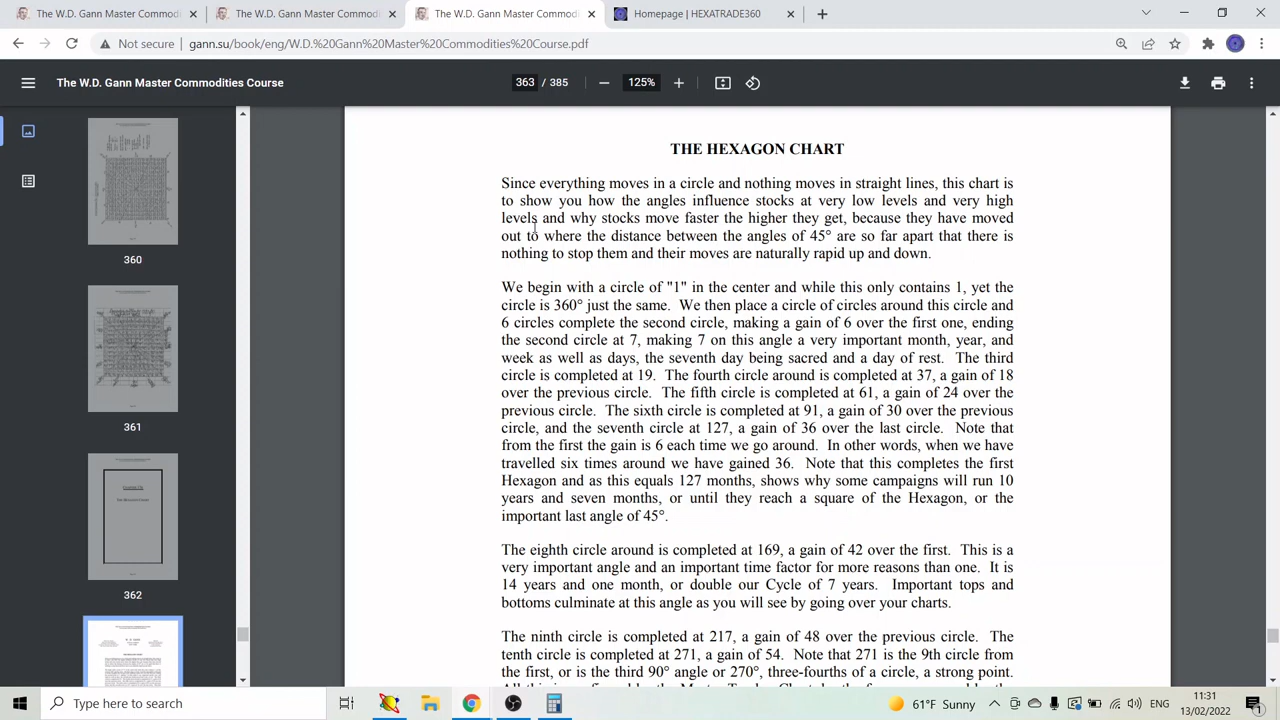 The W.D. Gann Master Commodi
The W.D. Gann Master Commodi
The W.D. Gann Master Commodi
Homepage | HEXATRADE360
Not secure
gann.su/book/eng/W.D.%20Gann%20Master%20Commodities%20Course.pdf
The W.D. Gann Master Commodities Course
363 / 385
125%
360
361
362
THE HEXAGON CHART
Since everything moves in a circle and nothing moves in straight lines, this chart is
to show you how the angles influence stocks at very low levels and very high
levels and why stocks move faster the higher they get, because they have moved
out to where the distance between the angles of 45° are so far apart that there is
nothing to stop them and their moves are naturally rapid up and down.
We begin with a circle of "1" in the center and while this only contains 1, yet the
circle is 360° just the same. We then place a circle of circles around this circle and
6 circles complete the second circle, making a gain of 6 over the first one, ending
the second circle at 7, making 7 on this angle a very important month, year, and
week as well as days, the seventh day being sacred and a day of rest. The third
circle is completed at 19. The fourth circle around is completed at 37, a gain of 18
over the previous circle. The fifth circle is completed at 61, a gain of 24 over the
previous circle. The sixth circle is completed at 91, a gain of 30 over the previous
circle, and the seventh circle at 127, a gain of 36 over the last circle. Note that
from the first the gain is 6 each time we go around. In other words, when we have
travelled six times around we have gained 36. Note that this completes the first
Hexagon and as this equals 127 months, shows why some campaigns will run 10
years and seven months, or until they reach a square of the Hexagon, or the
important last angle of 45°.
The eighth circle around is completed at 169, a gain of 42 over the first. This is a
very important angle and an important time factor for more reasons than one. It is
14 years and one month, or double our Cycle of 7 years. Important tops and
bottoms culminate at this angle as you will see by going over your charts.
The ninth circle is completed at 217, a gain of 48 over the previous circle. The
tenth circle is completed at 271, a gain of 54. Note that 271 is the 9th circle from
the first, or is the third 90° angle or 270°, three-fourths of a circle, a strong point.
Type here to search
61°F Sunny
11:31
13/02/2022
1